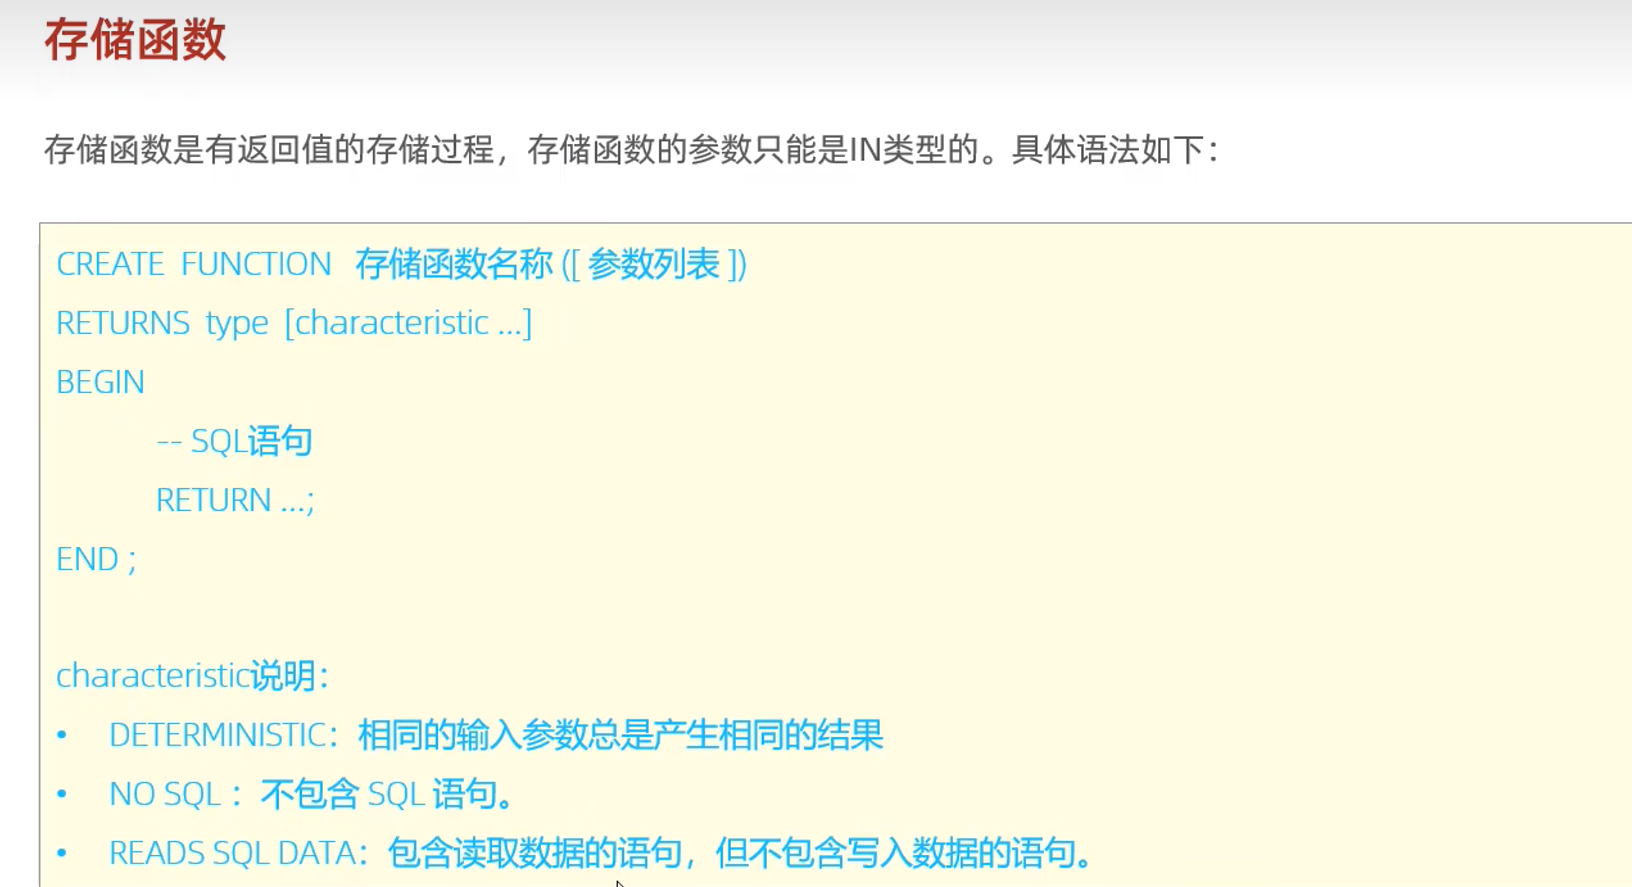 存储函数
存储函数是有返回值的存储过程，存储函数的参数只能是IN类型的。具体语法如下：
CREATE FUNCTION 存储函数名称 ([ 参数列表 ])
RETURNS type [characteristic ...]
BEGIN
-- SQL语句
RETURN ...;
END ;
characteristic说明：
• DETERMINISTIC：相同的输入参数总是产生相同的结果
• NO SQL ：不包含 SQL 语句。
• READS SQL DATA：包含读取数据的语句，但不包含写入数据的语句。